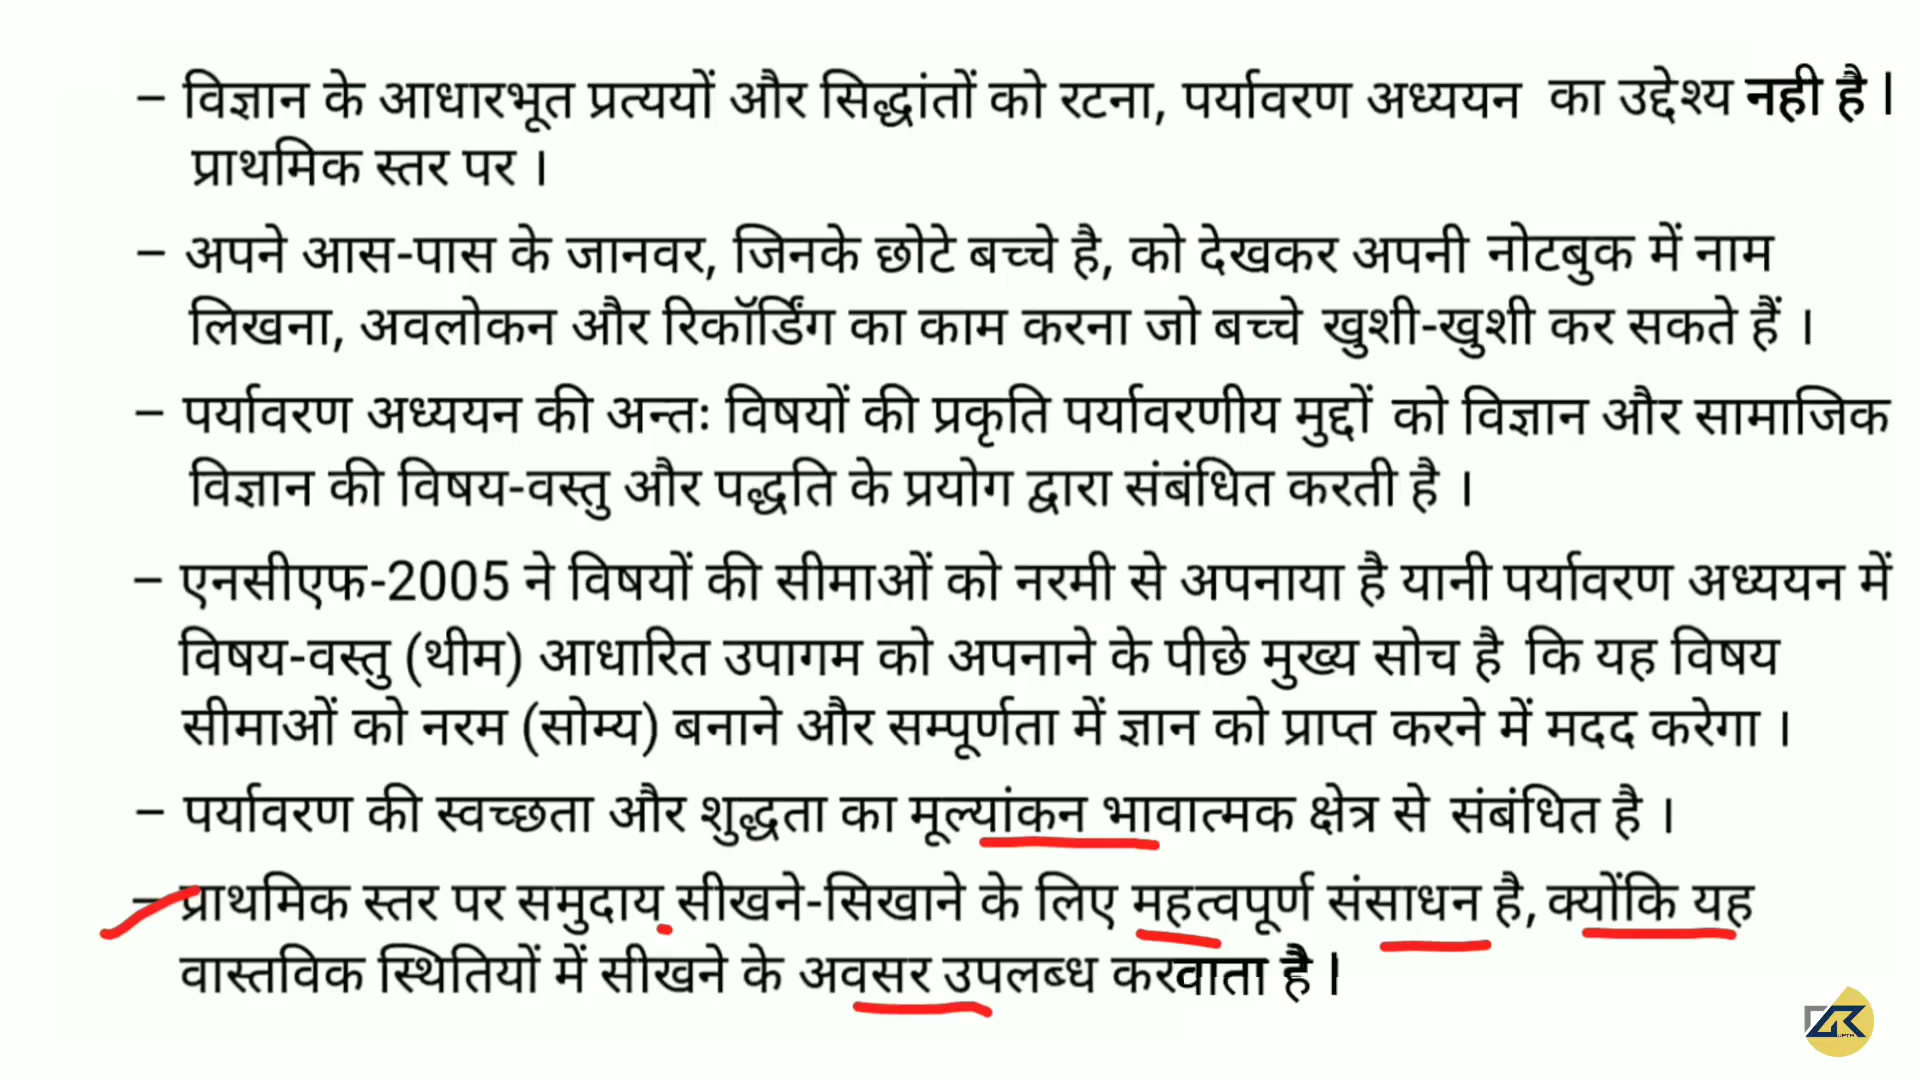 – विज्ञान के आधारभूत प्रत्ययों और सिद्धांतों को रटना, पर्यावरण अध्ययन का उद्देश्य नही है ।
प्राथमिक स्तर पर ।
– अपने आस-पास के जानवर, जिनके छोटे बच्चे है, को देखकर अपनी नोटबुक में नाम
लिखना, अवलोकन और रिकॉर्डिंग का काम करना जो बच्चे खुशी-खुशी कर सकते हैं ।
– पर्यावरण अध्ययन की अन्तः विषयों की प्रकृति पर्यावरणीय मुद्दों को विज्ञान और सामाजिक
विज्ञान की विषय-वस्तु और पद्धति के प्रयोग द्वारा संबंधित करती है ।
– एनसीएफ-2005 ने विषयों की सीमाओं को नरमी से अपनाया है यानी पर्यावरण अध्ययन में
विषय-वस्तु (थीम) आधारित उपागम को अपनाने के पीछे मुख्य सोच है कि यह विषय
सीमाओं को नरम (सोम्य) बनाने और सम्पूर्णता में ज्ञान को प्राप्त करने में मदद करेगा ।
– पर्यावरण की स्वच्छता और शुद्धता का मूल्यांकन भावात्मक क्षेत्र से संबंधित है ।
– प्राथमिक स्तर पर समुदाय सीखने-सिखाने के लिए महत्वपूर्ण संसाधन है, क्योंकि यह
वास्तविक स्थितियों में सीखने के अवसर उपलब्ध करवाता है ।